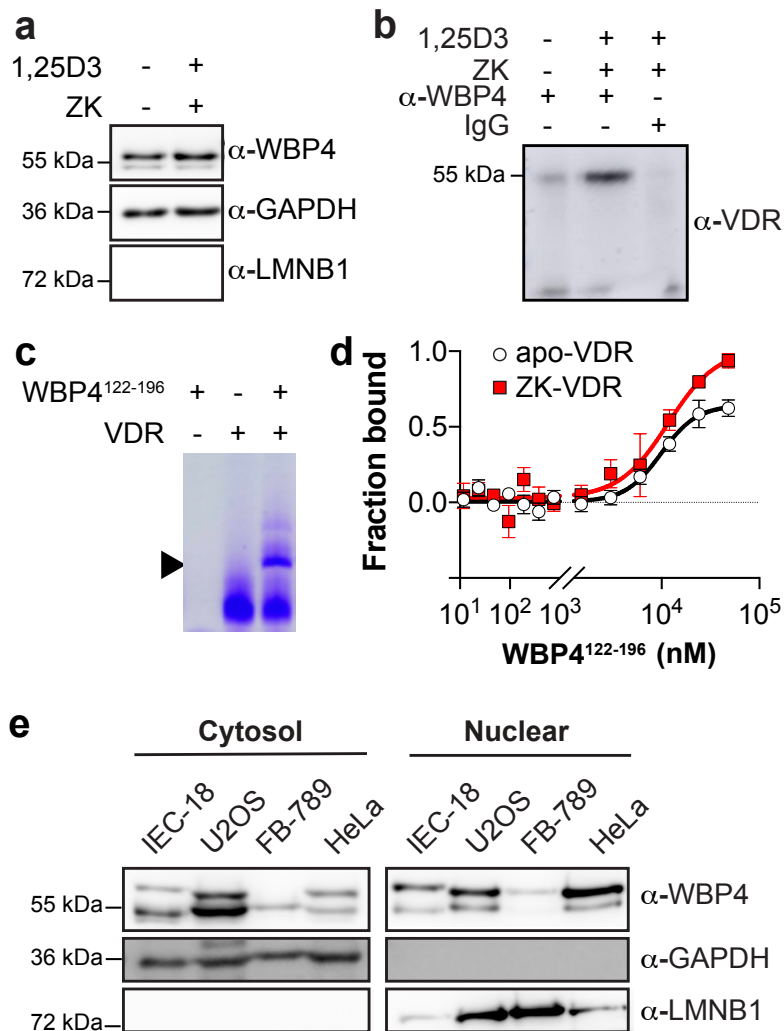 a
1,25D3 - +
ZK - +
55 kDa α-WBP4
36 kDa α-GAPDH
72 kDa α-LMNB1
b
1,25D3 - + +
ZK - + +
α-WBP4 + + -
IgG - - +
55 kDa
α-VDR
c
WBP4¹²²⁻¹⁹⁶ + - +
VDR - + +
d
apo-VDR
ZK-VDR
Fraction bound
1.0
0.5
0.0
10¹ 10² 10³ 10⁴ 10⁵
WBP4¹²²⁻¹⁹⁶ (nM)
e
Cytosol Nuclear
IEC-18 U2OS FB-789 HeLa IEC-18 U2OS FB-789 HeLa
55 kDa α-WBP4
36 kDa α-GAPDH
72 kDa α-LMNB1